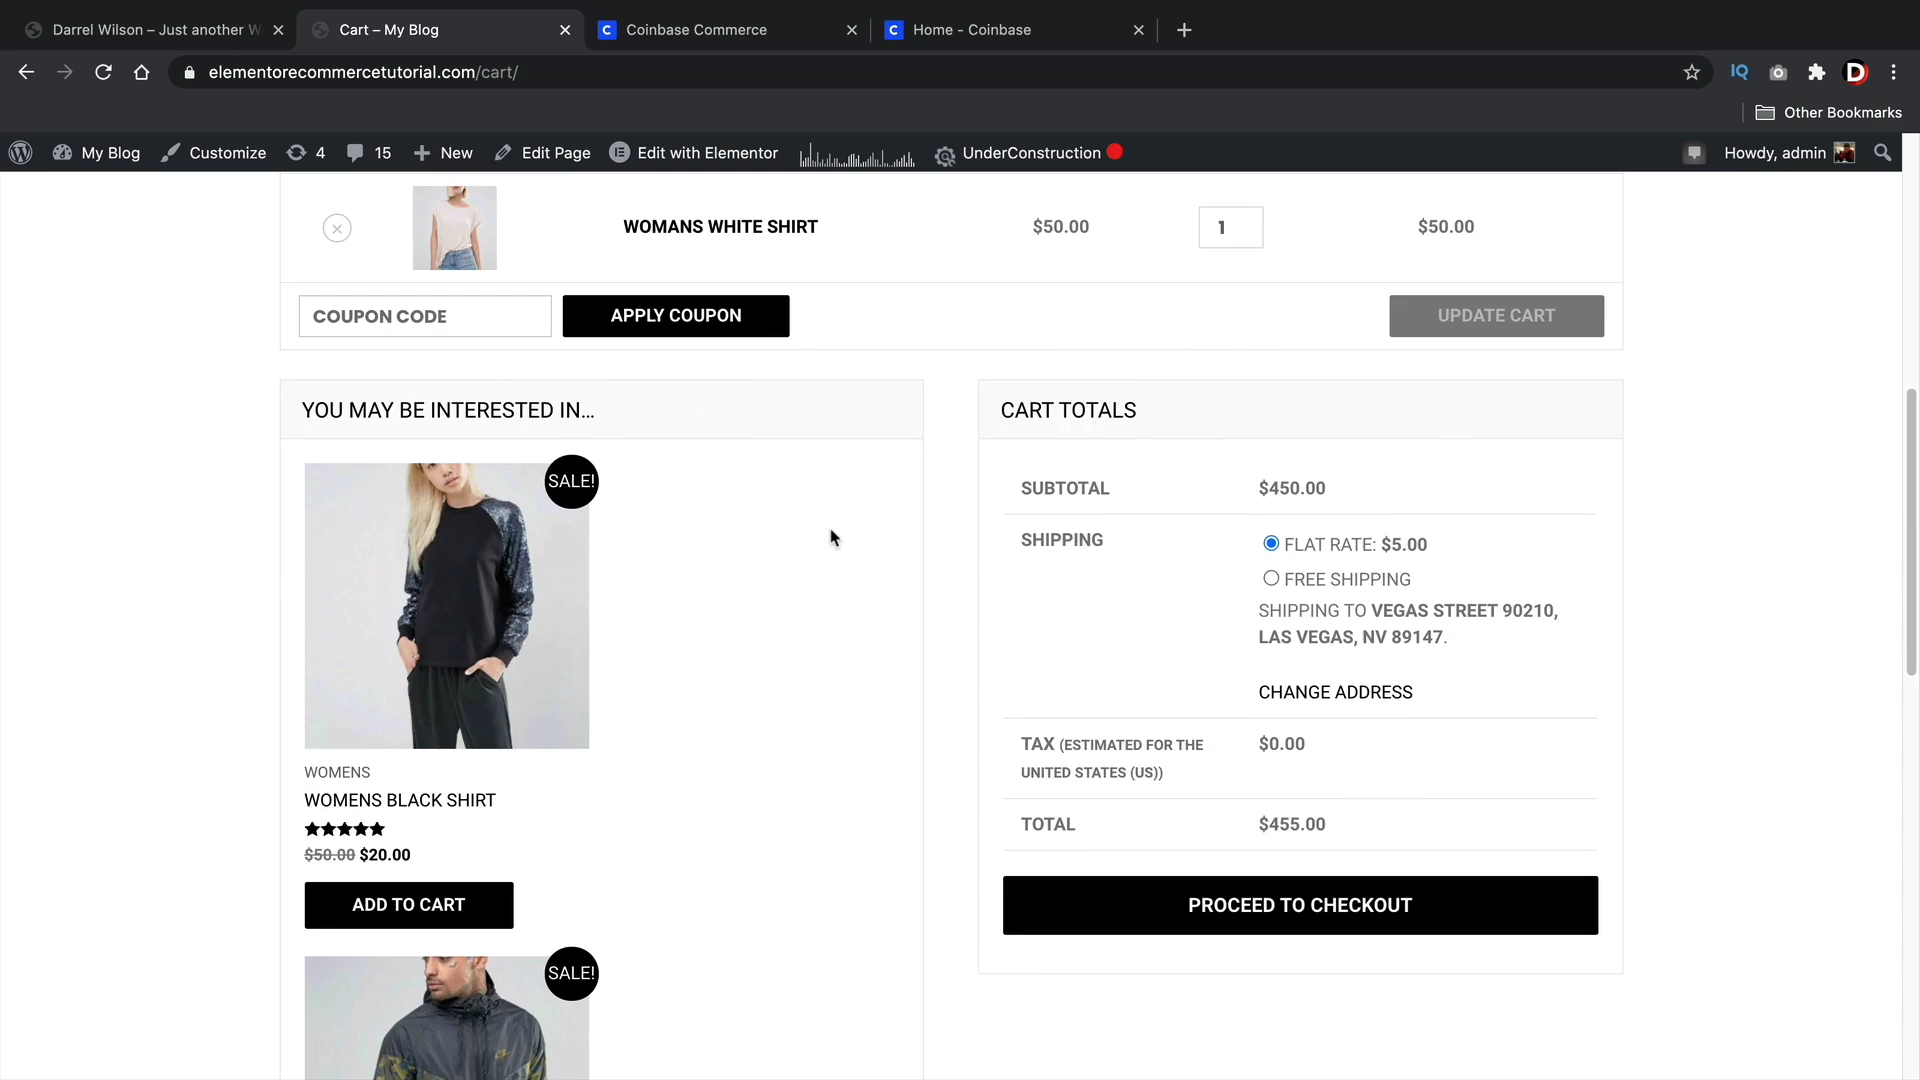 Darrel Wilson – Just another W
Cart – My Blog
Coinbase Commerce
Home - Coinbase
elementorecommercetutorial.com/cart/
IQ
D
Other Bookmarks
My Blog
Customize
4
15
New
Edit Page
Edit with Elementor
UnderConstruction
Howdy, admin
WOMANS WHITE SHIRT
$50.00
1
$50.00
COUPON CODE
APPLY COUPON
UPDATE CART
YOU MAY BE INTERESTED IN…
SALE!
WOMENS
WOMENS BLACK SHIRT
$50.00 $20.00
ADD TO CART
SALE!
CART TOTALS
SUBTOTAL
$450.00
SHIPPING
FLAT RATE: $5.00
FREE SHIPPING
SHIPPING TO VEGAS STREET 90210,
LAS VEGAS, NV 89147.
CHANGE ADDRESS
TAX (ESTIMATED FOR THE
UNITED STATES (US))
$0.00
TOTAL
$455.00
PROCEED TO CHECKOUT